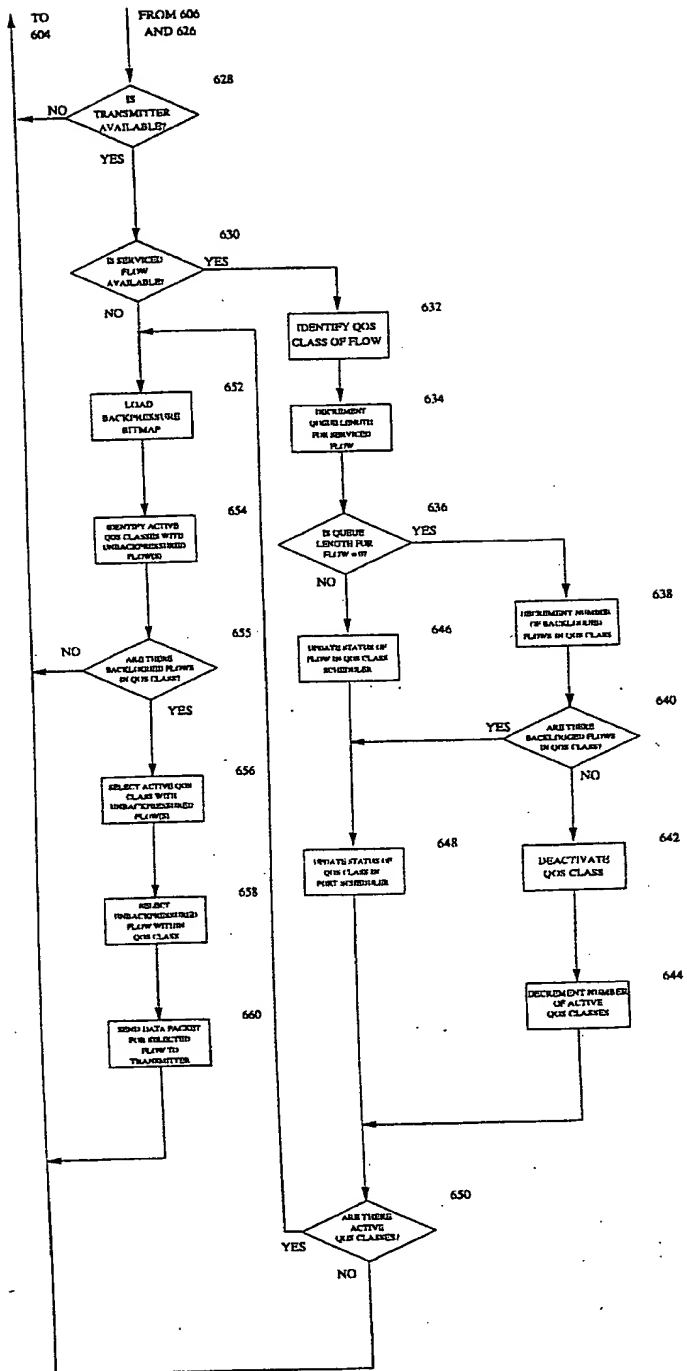 TO
604
FROM 606
AND 626
628
IS
TRANSMITTER
AVAILABLE?
NO
YES
630
IS SERVICED
FLOW
AVAILABLE?
YES
NO
632
IDENTIFY QOS
CLASS OF FLOW
652
LOAD
BACKPRESSURE
BITMAP
634
DECREMENT
QUEUE LENGTH
FOR SERVICED
FLOW
654
IDENTIFY ACTIVE
QOS CLASSES WITH
UNBACKPRESSURED
FLOW(S)
636
IS QUEUE
LENGTH FOR
FLOW = 0?
YES
NO
638
DECREMENT NUMBER
OF BACKLOGGED
FLOWS IN QOS CLASS
655
ARE THERE
BACKLOGGED FLOWS
IN QOS CLASS?
NO
YES
646
UPDATE STATUS OF
FLOW IN QOS CLASS
SCHEDULER
640
ARE THERE
BACKLOGGED FLOWS
IN QOS CLASS?
YES
NO
656
SELECT ACTIVE QOS
CLASS WITH
UNBACKPRESSURED
FLOW(S)
648
UPDATE STATUS OF
QOS CLASS IN
PORT SCHEDULER
642
DEACTIVATE
QOS CLASS
658
SELECT
UNBACKPRESSURED
FLOW WITHIN
QOS CLASS
644
DECREMENT NUMBER
OF ACTIVE
QOS CLASSES
660
SEND DATA PACKET
FOR SELECTED
FLOW TO
TRANSMITTER
650
ARE THERE
ACTIVE
QOS CLASSES?
YES
NO